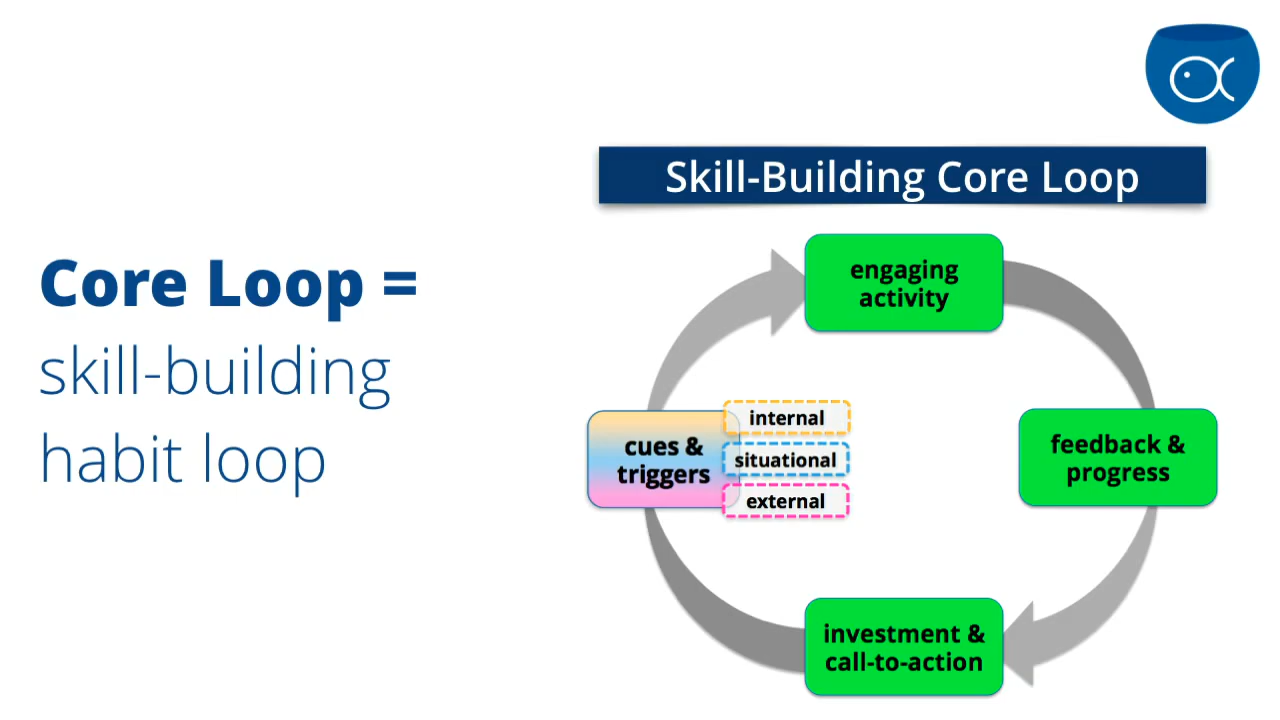 Core Loop =
skill-building
habit loop
Skill-Building Core Loop
engaging
activity
feedback &
progress
investment &
call-to-action
cues &
triggers
internal
situational
external